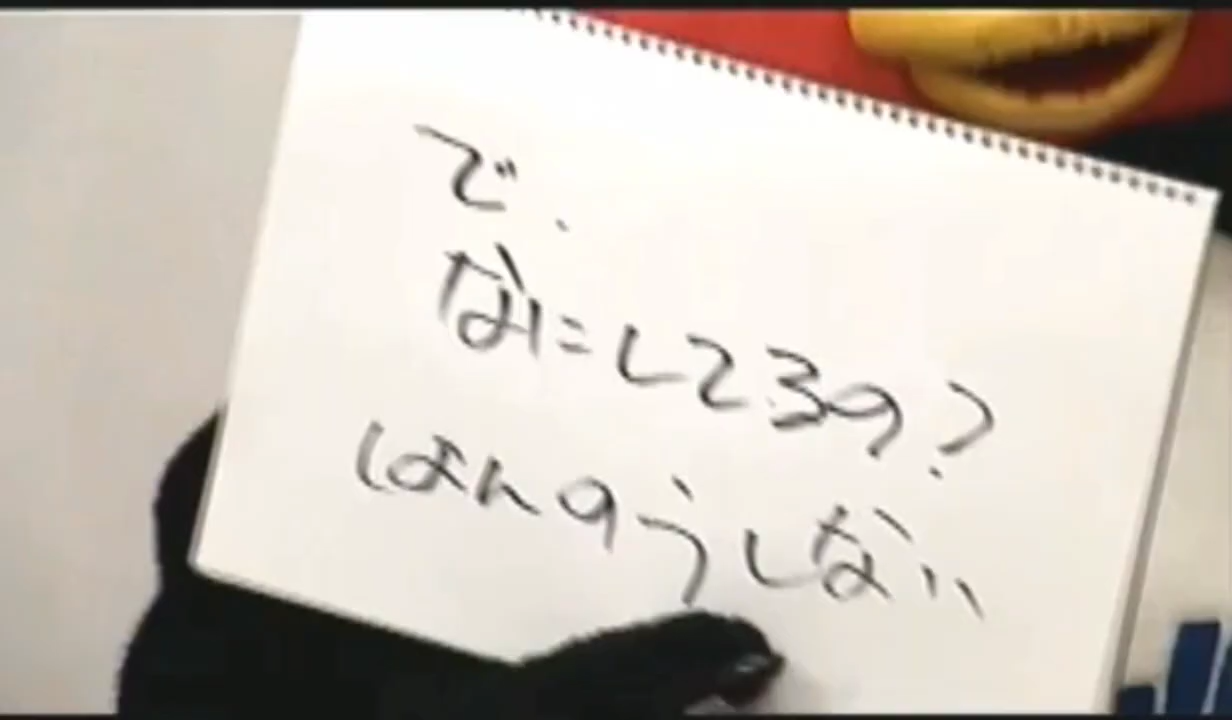 で、
なにしてるの?
はんのうしない